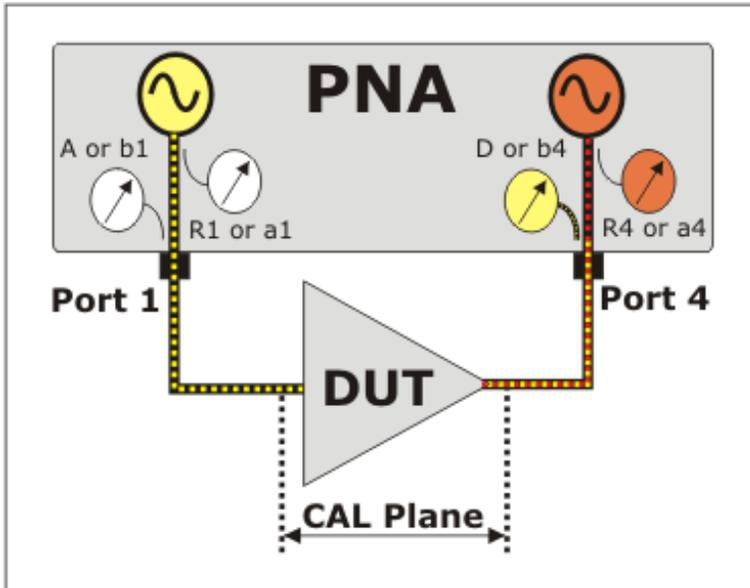 PNA
A or b1
D or b4
R1 or a1
R4 or a4
Port 1
Port 4
DUT
CAL Plane